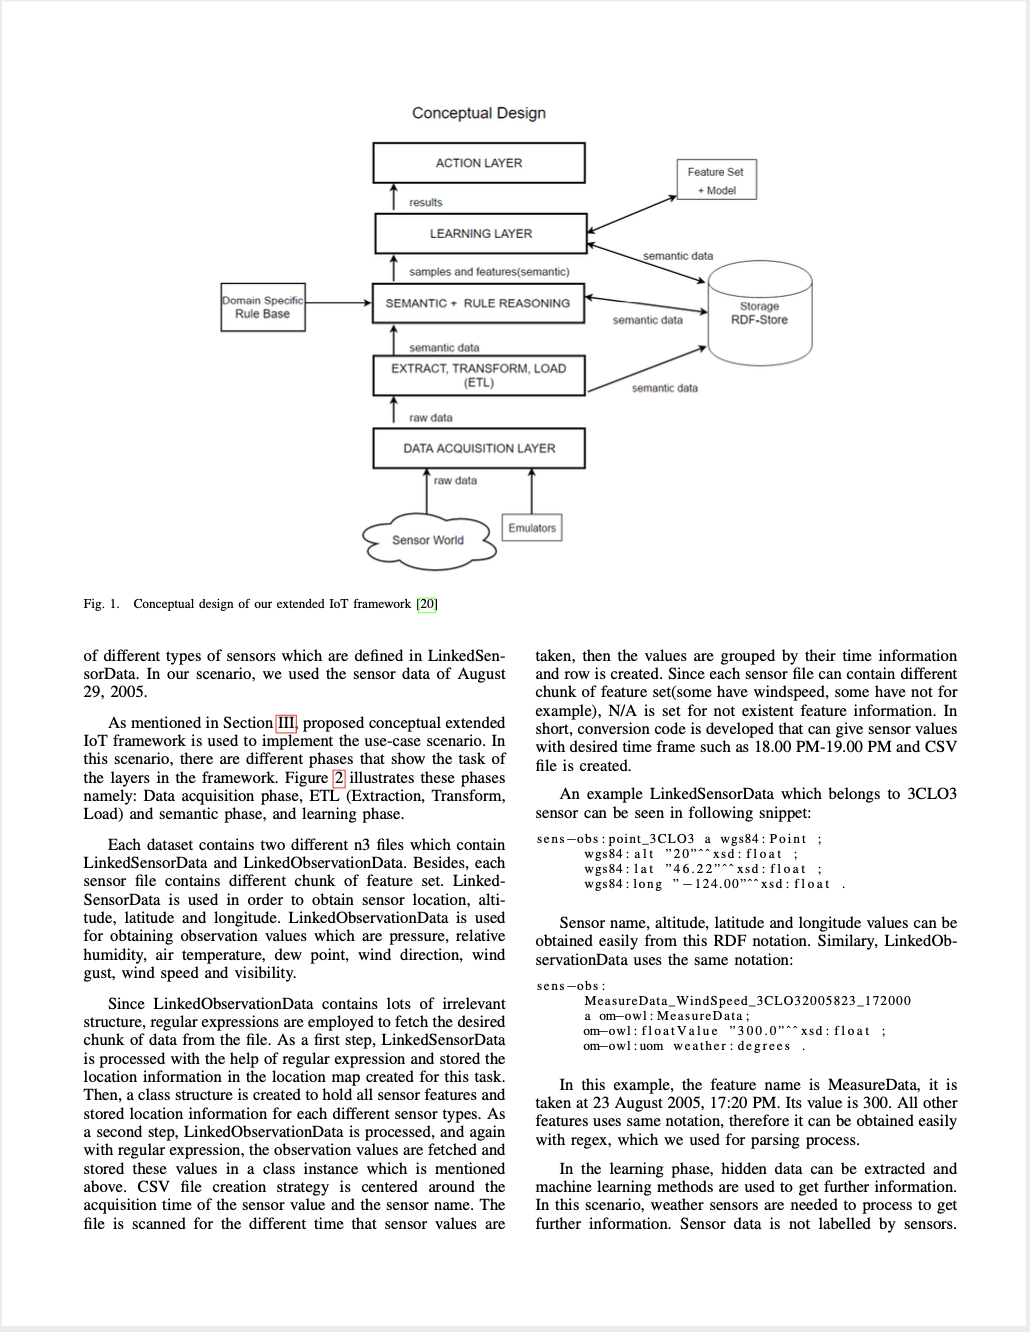 Conceptual Design
ACTION LAYER
Feature Set
+ Model
results
LEARNING LAYER
semantic data
samples and features(semantic)
Domain Specific
Rule Base
SEMANTIC + RULE REASONING
Storage
RDF-Store
semantic data
semantic data
EXTRACT, TRANSFORM, LOAD
(ETL)
semantic data
raw data
DATA ACQUISITION LAYER
raw data
Emulators
Sensor World
Fig. 1. Conceptual design of our extended IoT framework [20]
of different types of sensors which are defined in LinkedSen-
sorData. In our scenario, we used the sensor data of August
29, 2005.
As mentioned in Section III, proposed conceptual extended
IoT framework is used to implement the use-case scenario. In
this scenario, there are different phases that show the task of
the layers in the framework. Figure 2 illustrates these phases
namely: Data acquisition phase, ETL (Extraction, Transform,
Load) and semantic phase, and learning phase.
Each dataset contains two different n3 files which contain
LinkedSensorData and LinkedObservationData. Besides, each
sensor file contains different chunk of feature set. Linked-
SensorData is used in order to obtain sensor location, alti-
tude, latitude and longitude. LinkedObservationData is used
for obtaining observation values which are pressure, relative
humidity, air temperature, dew point, wind direction, wind
gust, wind speed and visibility.
Since LinkedObservationData contains lots of irrelevant
structure, regular expressions are employed to fetch the desired
chunk of data from the file. As a first step, LinkedSensorData
is processed with the help of regular expression and stored the
location information in the location map created for this task.
Then, a class structure is created to hold all sensor features and
stored location information for each different sensor types. As
a second step, LinkedObservationData is processed, and again
with regular expression, the observation values are fetched and
stored these values in a class instance which is mentioned
above. CSV file creation strategy is centered around the
acquisition time of the sensor value and the sensor name. The
file is scanned for the different time that sensor values are
taken, then the values are grouped by their time information
and row is created. Since each sensor file can contain different
chunk of feature set(some have windspeed, some have not for
example), N/A is set for not existent feature information. In
short, conversion code is developed that can give sensor values
with desired time frame such as 18.00 PM-19.00 PM and CSV
file is created.
An example LinkedSensorData which belongs to 3CLO3
sensor can be seen in following snippet:
sens−obs:point_3CLO3 a wgs84:Point ;
wgs84:alt "20"^^xsd:float ;
wgs84:lat "46.22"^^xsd:float ;
wgs84:long "−124.00"^^xsd:float .
Sensor name, altitude, latitude and longitude values can be
obtained easily from this RDF notation. Similary, LinkedOb-
servationData uses the same notation:
sens−obs:
MeasureData_WindSpeed_3CLO32005823_172000
a om−owl:MeasureData;
om−owl:floatValue "300.0"^^xsd:float ;
om−owl:uom weather:degrees .
In this example, the feature name is MeasureData, it is
taken at 23 August 2005, 17:20 PM. Its value is 300. All other
features uses same notation, therefore it can be obtained easily
with regex, which we used for parsing process.
In the learning phase, hidden data can be extracted and
machine learning methods are used to get further information.
In this scenario, weather sensors are needed to process to get
further information. Sensor data is not labelled by sensors.